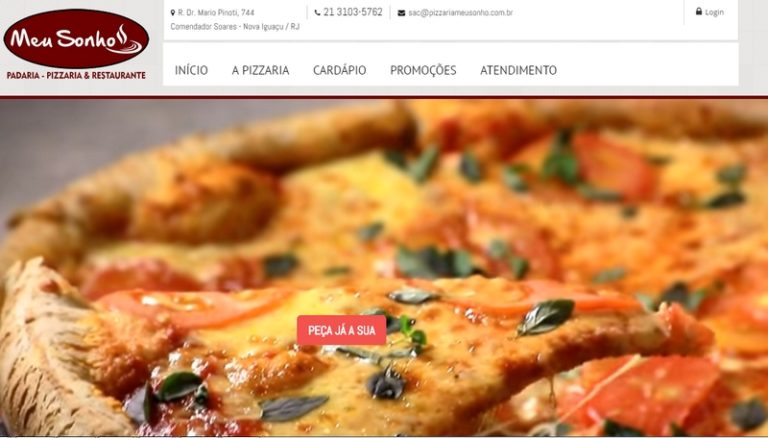 Meu Sonho
PADARIA - PIZZARIA & RESTAURANTE
R. Dr. Mario Pinoti, 744
Comendador Soares - Nova Iguaçu / RJ
21 3103-5762
sac@pizzariameusonho.com.br
Login
INÍCIO A PIZZARIA CARDÁPIO PROMOÇÕES ATENDIMENTO
PEÇA JÁ A SUA